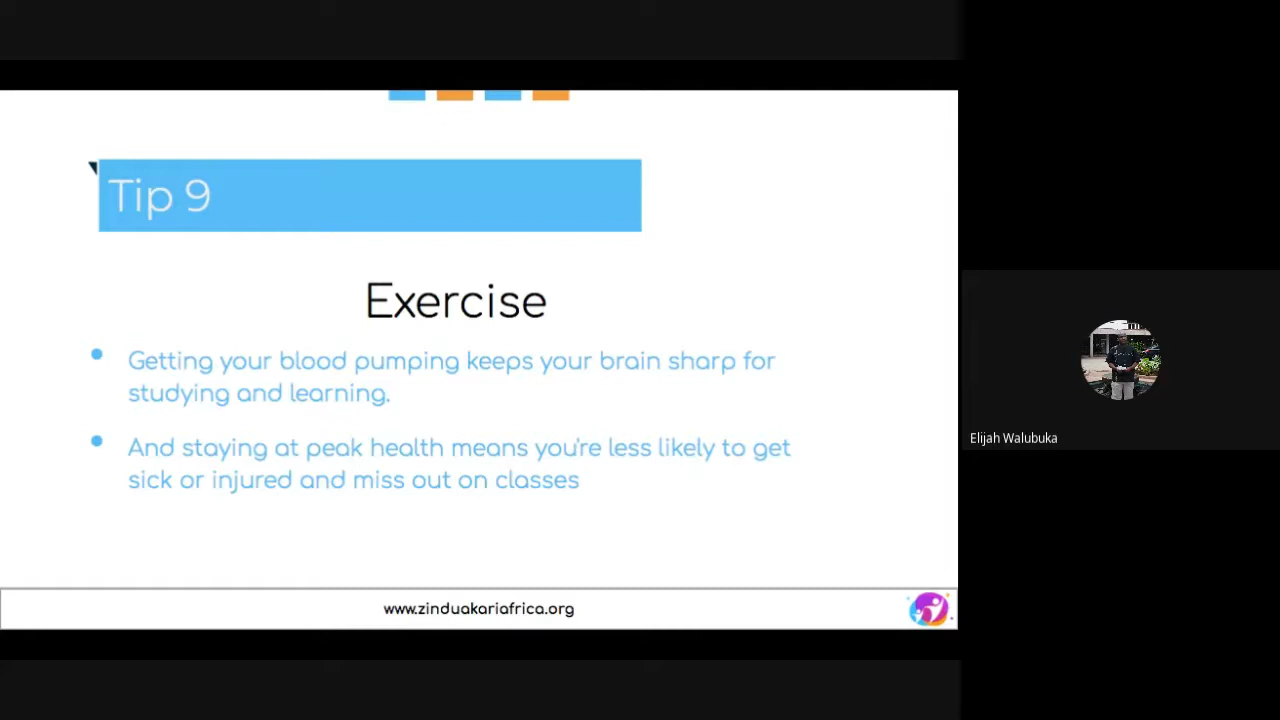 Tip 9
Exercise
Getting your blood pumping keeps your brain sharp for
studying and learning.
And staying at peak health means you're less likely to get
sick or injured and miss out on classes
www.zinduakariafrica.org
Elijah Walubuka